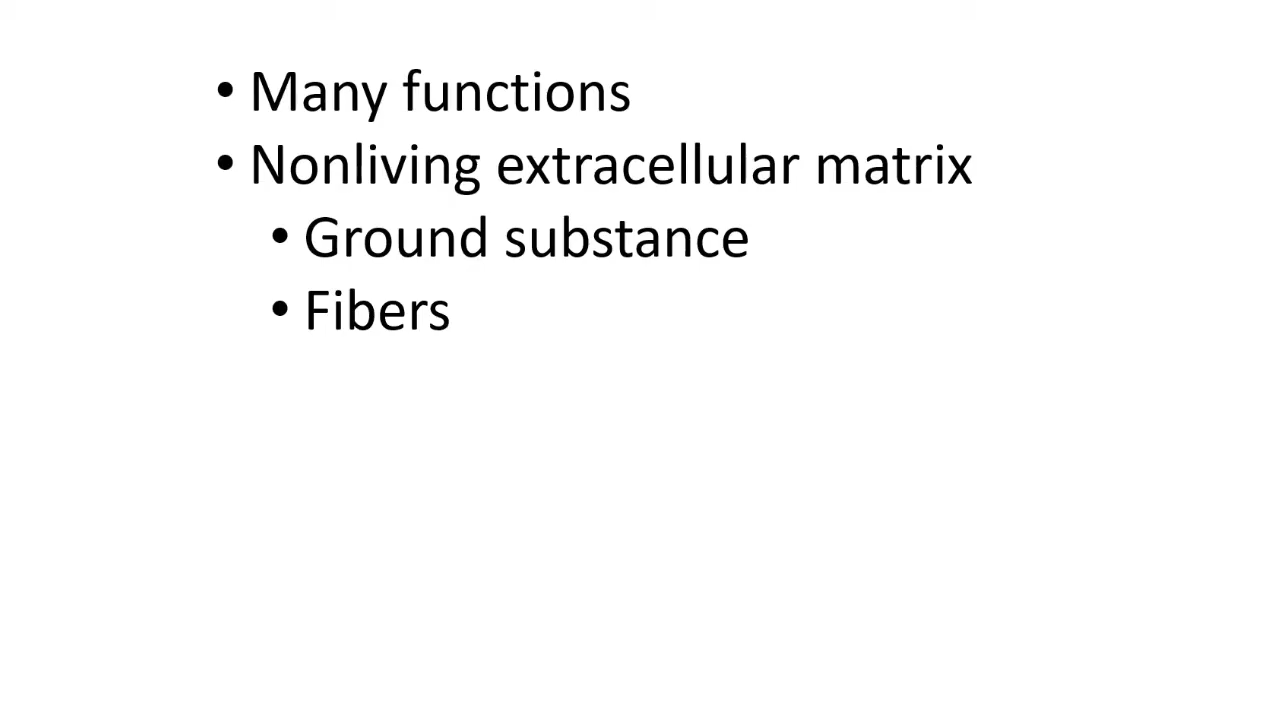 • Many functions
• Nonliving extracellular matrix
• Ground substance
• Fibers